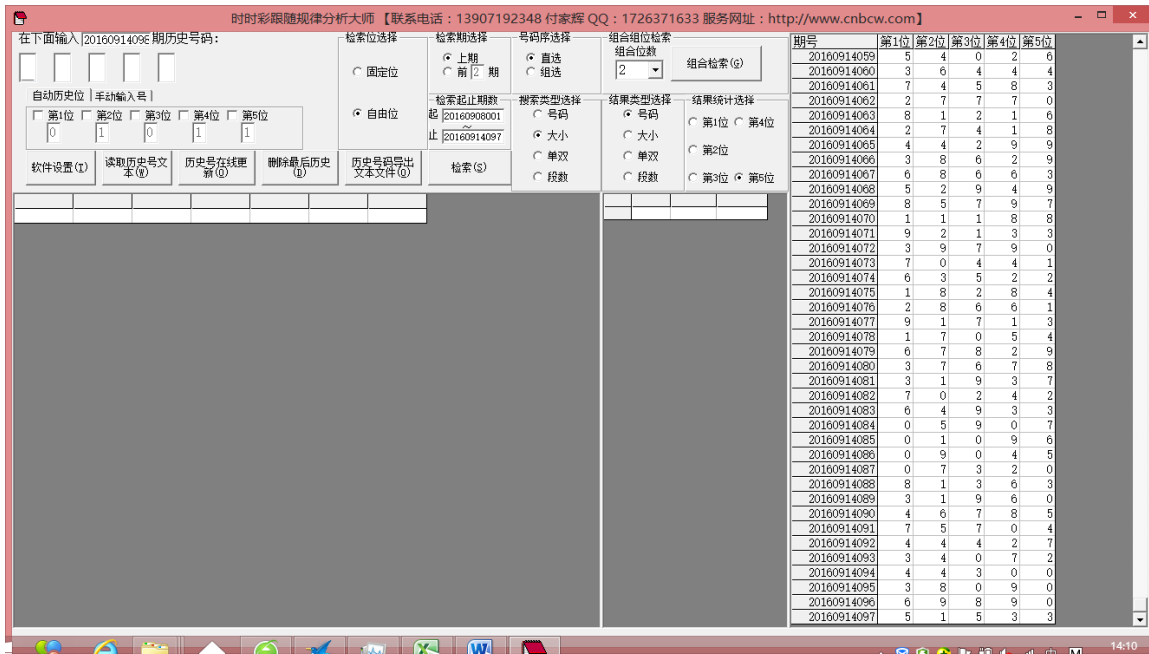 时时彩跟随规律分析大师 【联系电话：13907192348 付家辉 QQ：1726371633 服务网址：http://www.cnbcw.com】
在下面输入 20160914098 期历史号码:
自动历史位 手动输入号
第1位 第2位 第3位 第4位 第5位
0 1 0 1 1
软件设置(T) 读取历史号文本(W) 历史号在线更新(O) 删除最后历史(D) 历史号码导出文本文件(O) 检索(S)
检索位选择
固定位
自由位
检索期选择
上期
前 2 期
检索起止期数
起 20160908001
~
止 20160914097
号码序选择
直选
组选
搜索类型选择
号码
大小
单双
段数
组合组位检索
组合位数
2
组合检索(G)
结果类型选择
号码
大小
单双
段数
结果统计选择
第1位 第4位
第2位
第3位 第5位
期号 第1位 第2位 第3位 第4位 第5位
20160914059 5 4 0 2 6
20160914060 3 6 4 4 4
20160914061 7 4 5 8 3
20160914062 2 7 7 7 0
20160914063 8 1 2 1 6
20160914064 2 7 4 1 8
20160914065 4 4 2 9 9
20160914066 3 8 6 2 9
20160914067 6 8 6 6 3
20160914068 5 2 9 4 9
20160914069 8 5 7 9 7
20160914070 1 1 1 8 8
20160914071 9 2 1 3 3
20160914072 3 9 7 9 0
20160914073 7 0 4 4 1
20160914074 6 3 5 2 2
20160914075 1 8 2 8 4
20160914076 2 8 6 6 1
20160914077 9 1 7 1 3
20160914078 1 7 0 5 4
20160914079 6 7 8 2 9
20160914080 3 7 6 7 8
20160914081 3 1 9 3 7
20160914082 7 0 2 4 2
20160914083 6 4 9 3 3
20160914084 0 5 9 0 7
20160914085 0 1 0 9 6
20160914086 0 9 0 4 5
20160914087 0 7 3 2 0
20160914088 8 1 3 6 3
20160914089 3 1 9 6 0
20160914090 4 6 7 8 5
20160914091 7 5 7 0 4
20160914092 4 4 4 2 7
20160914093 3 4 0 7 2
20160914094 4 4 3 0 0
20160914095 3 8 0 9 0
20160914096 6 9 8 9 0
20160914097 5 1 5 3 3
中 M 14:10